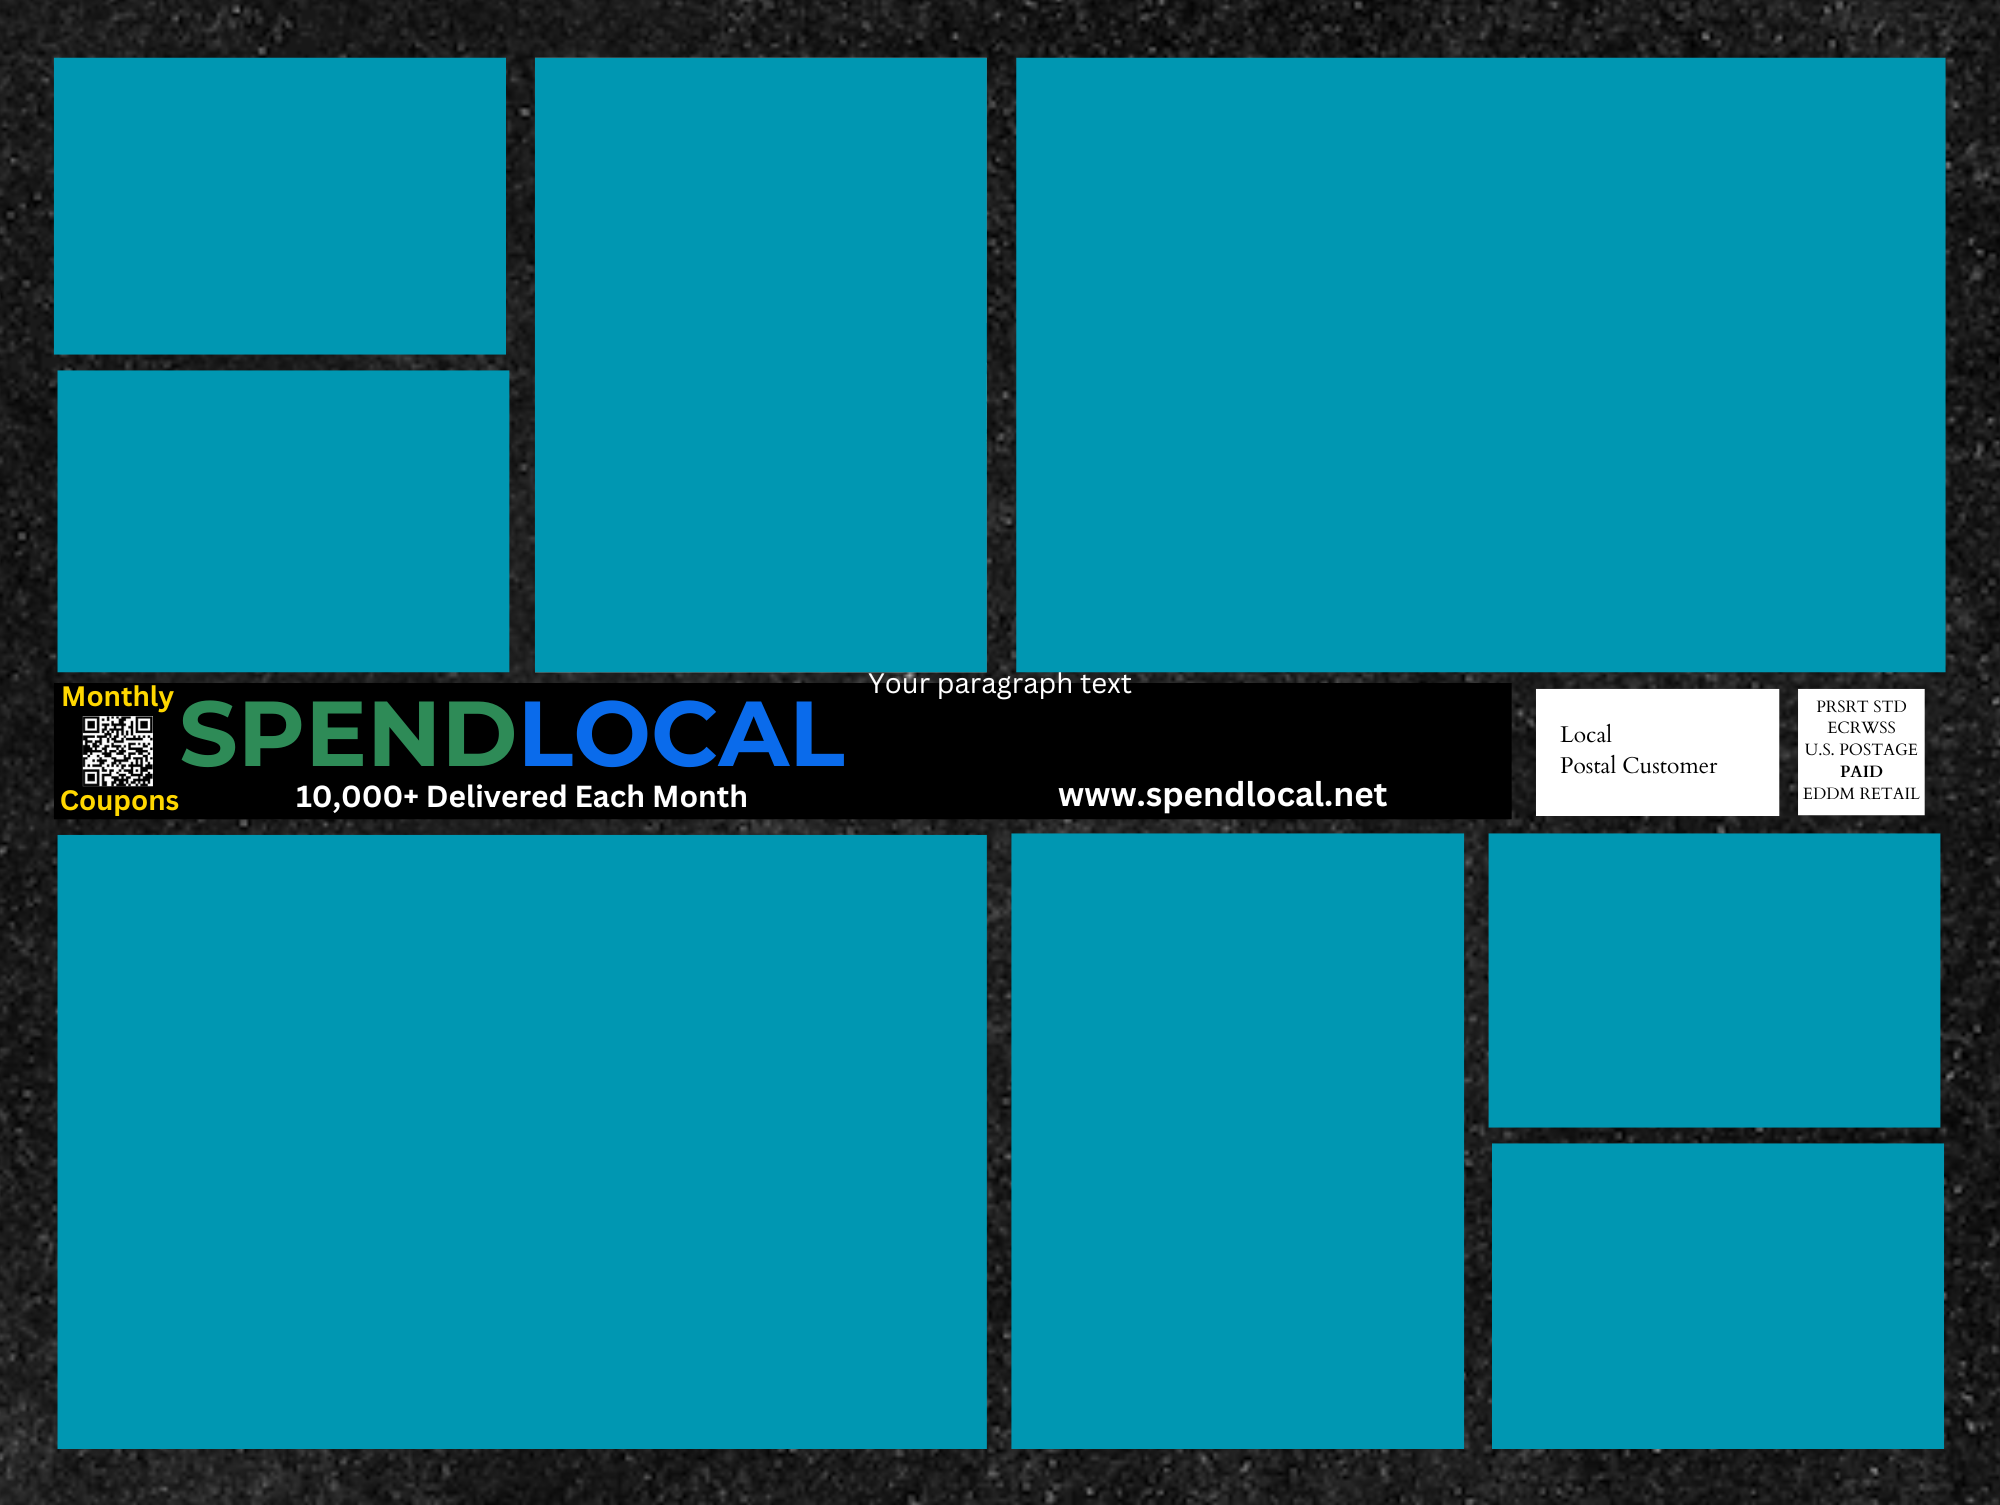 Your paragraph text
Monthly
SPENDLOCAL
Coupons
10,000+ Delivered Each Month
www.spendlocal.net
Local
Postal Customer
PRSRT STD
ECRWSS
U.S. POSTAGE
PAID
EDDM RETAIL